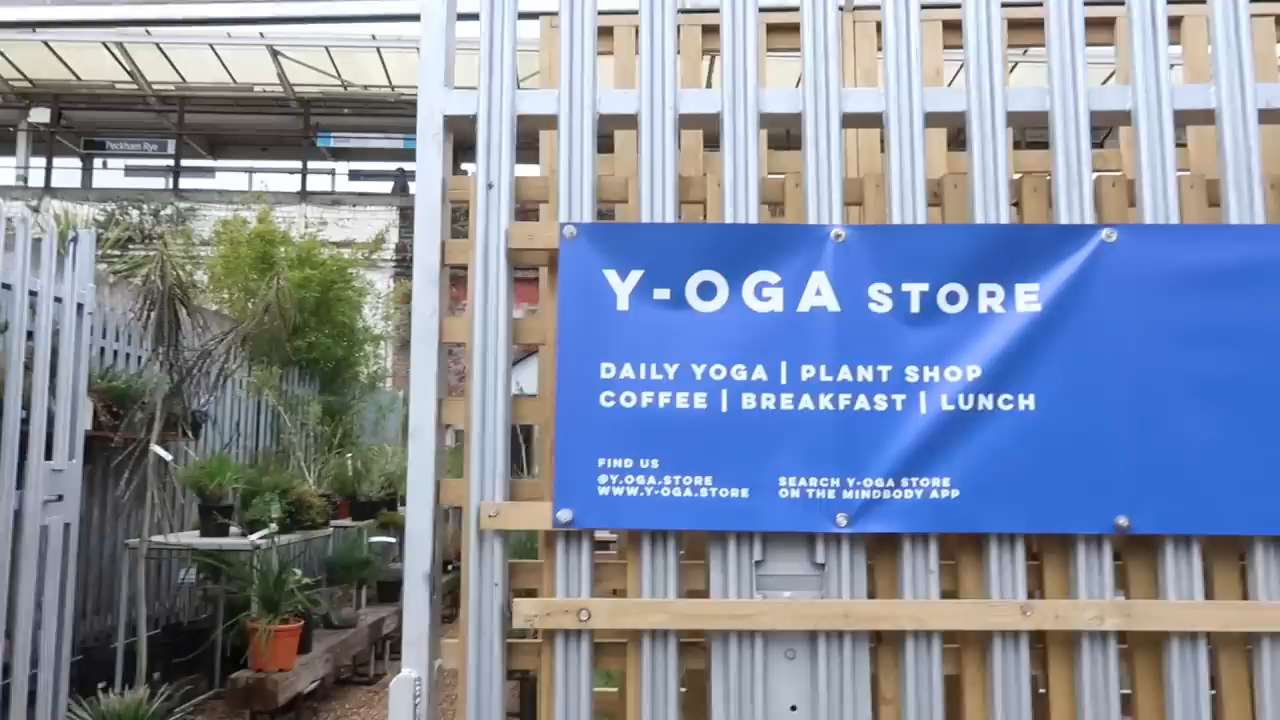 Peckham Rye
Y-OGA STORE
DAILY YOGA | PLANT SHOP
COFFEE | BREAKFAST | LUNCH
FIND US
@Y.OGA.STORE
WWW.Y-OGA.STORE
SEARCH Y-OGA STORE
ON THE MINDBODY APP